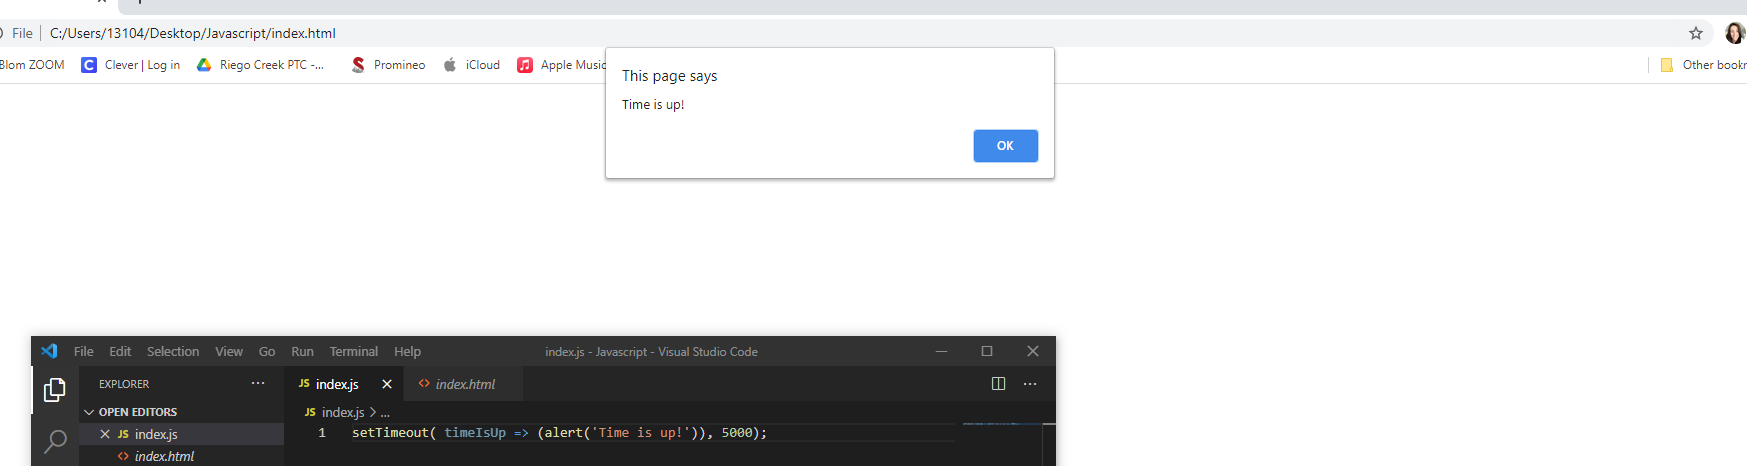 File C:/Users/13104/Desktop/Javascript/index.html
Blom ZOOM Clever | Log in Riego Creek PTC -... Promineo iCloud Apple Music Other bookr
This page says
Time is up!
OK
File Edit Selection View Go Run Terminal Help index.js - Javascript - Visual Studio Code
EXPLORER ··· JS index.js <> index.html ···
OPEN EDITORS JS index.js > ...
JS index.js 1 setTimeout( timeIsUp => (alert('Time is up!')), 5000);
<> index.html